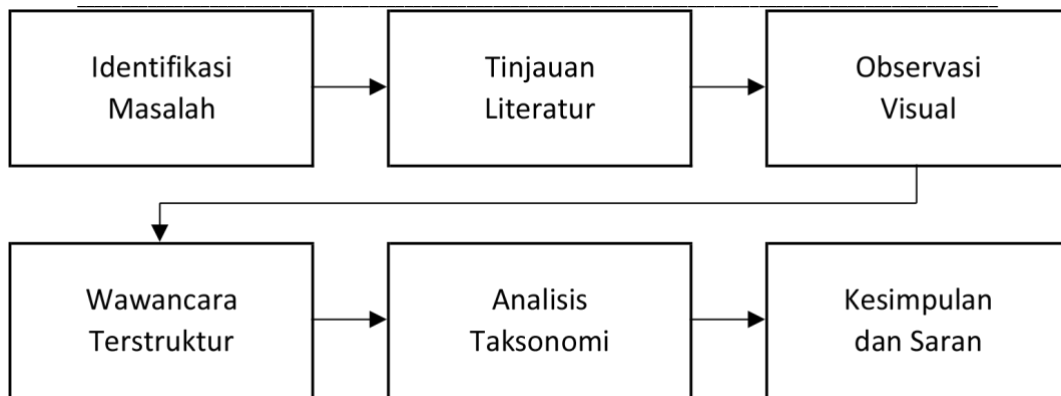 Identifikasi
Masalah
Tinjauan
Literatur
Observasi
Visual
Wawancara
Terstruktur
Analisis
Taksonomi
Kesimpulan
dan Saran